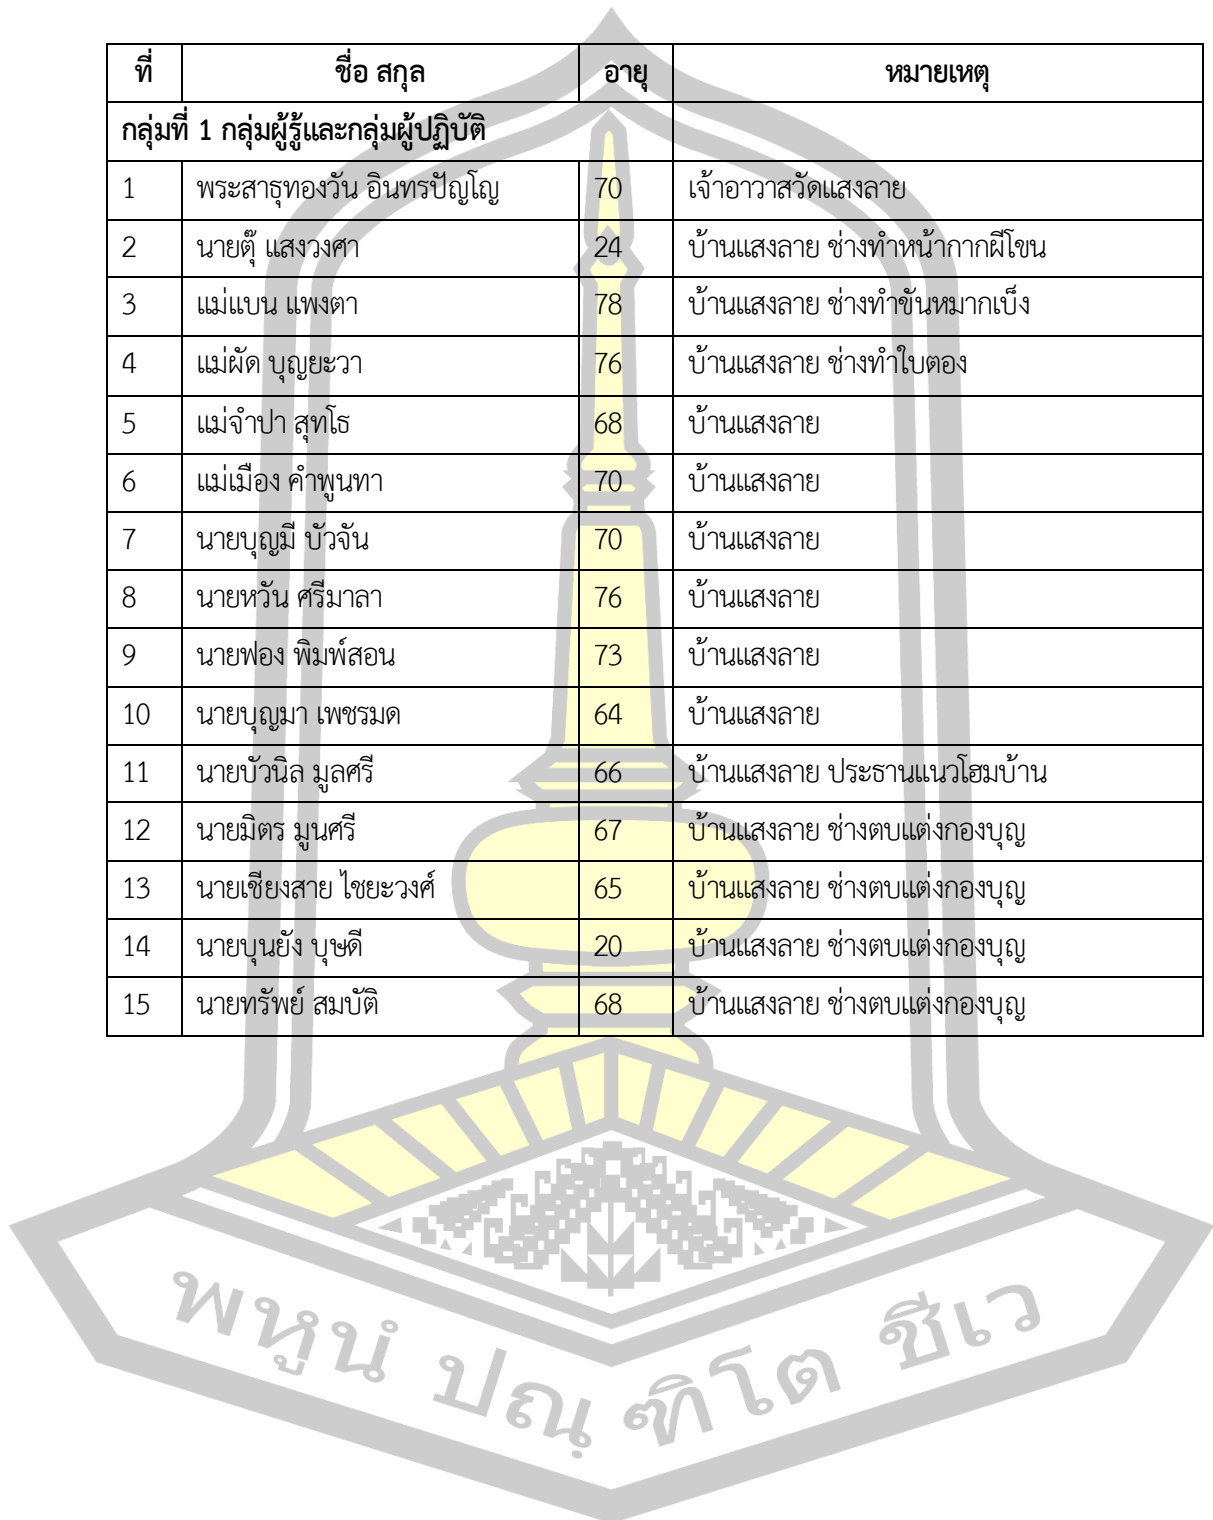 ที่ ชื่อ สกุล อายุ หมายเหตุ
กลุ่มที่ 1 กลุ่มผู้รู้และกลุ่มผู้ปฏิบัติ
1 พระสาธุทองวัน อินทรปัญโญ 70 เจ้าอาวาสวัดแสงลาย
2 นายตุ๊ แสงวงศา 24 บ้านแสงลาย ช่างทำหน้ากากผีโขน
3 แม่แบน แพงตา 78 บ้านแสงลาย ช่างทำขันหมากเบ็ง
4 แม่ผัด บุญยะวา 76 บ้านแสงลาย ช่างทำใบตอง
5 แม่จำปา สุทโธ 68 บ้านแสงลาย
6 แม่เมือง คำพูนทา 70 บ้านแสงลาย
7 นายบุญมี บัวจัน 70 บ้านแสงลาย
8 นายหวัน ศรีมาลา 76 บ้านแสงลาย
9 นายฟอง พิมพ์สอน 73 บ้านแสงลาย
10 นายบุญมา เพชรมด 64 บ้านแสงลาย
11 นายบัวนิล มูลศรี 66 บ้านแสงลาย ประธานแนวโฮมบ้าน
12 นายมิตร มูนศรี 67 บ้านแสงลาย ช่างตบแต่งกองบุญ
13 นายเชียงสาย ไชยะวงศ์ 65 บ้านแสงลาย ช่างตบแต่งกองบุญ
14 นายบุนยัง บุษดี 20 บ้านแสงลาย ช่างตบแต่งกองบุญ
15 นายทรัพย์ สมบัติ 68 บ้านแสงลาย ช่างตบแต่งกองบุญ
พหูนํ ปณฺ ฑิโต ชีเว